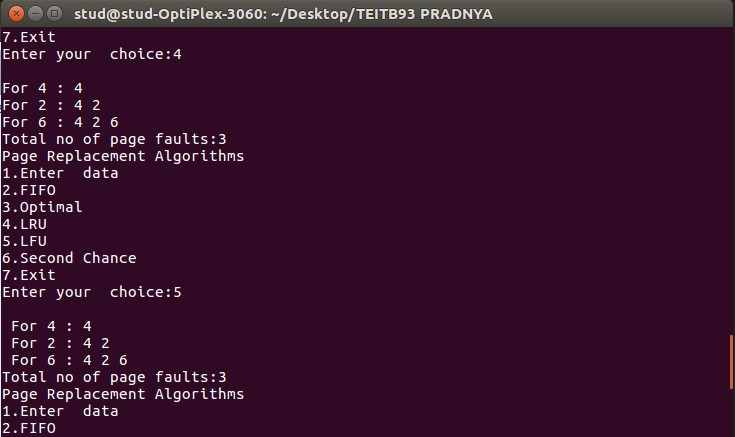 stud@stud-OptiPlex-3060: ~/Desktop/TEITB93 PRADNYA
7.Exit
Enter your  choice:4
For 4 : 4
For 2 : 4 2
For 6 : 4 2 6
Total no of page faults:3
Page Replacement Algorithms
1.Enter  data
2.FIFO
3.Optimal
4.LRU
5.LFU
6.Second Chance
7.Exit
Enter your  choice:5
For 4 : 4
For 2 : 4 2
For 6 : 4 2 6
Total no of page faults:3
Page Replacement Algorithms
1.Enter  data
2.FIFO